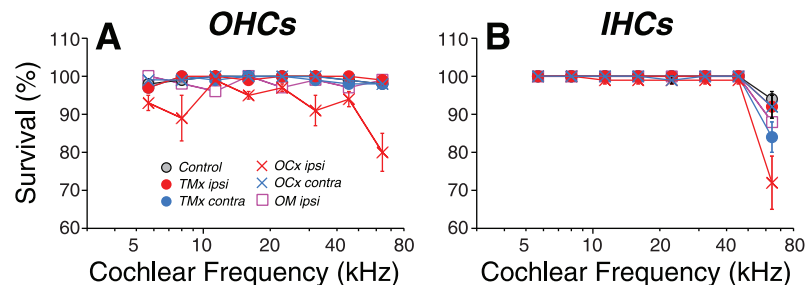 A OHCs
B IHCs
Survival (%)
110
100
90
80
70
60
Control
TMx ipsi
TMx contra
OCx ipsi
OCx contra
OM ipsi
5 10 20 40 80
Cochlear Frequency (kHz)
110
100
90
80
70
60
5 10 20 40 80
Cochlear Frequency (kHz)